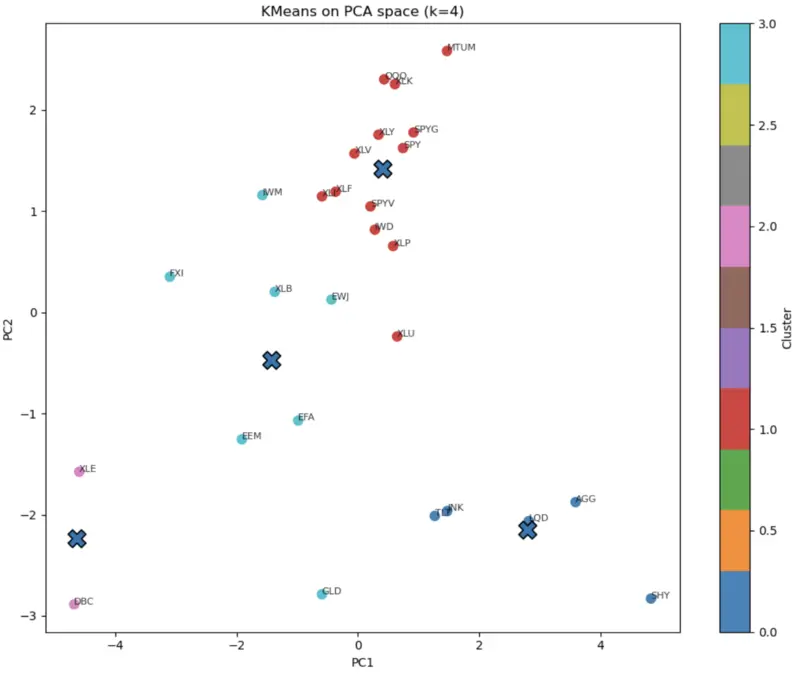 KMeans on PCA space (k=4)
3.0
MTUM
QQQ
XLK
2.5
2
XLY
SPYG
SPY
XLV
IWM
XLF
2.0
1
SPYV
IWD
XLP
FXI
XLB
EWJ
0
XLU
1.5
PC2
Cluster
−1
EFA
EEM
1.0
XLE
AGG
−2
JNK
LQD
0.5
GLD
SHY
DBC
−3
0.0
−4
−2
0
2
4
PC1